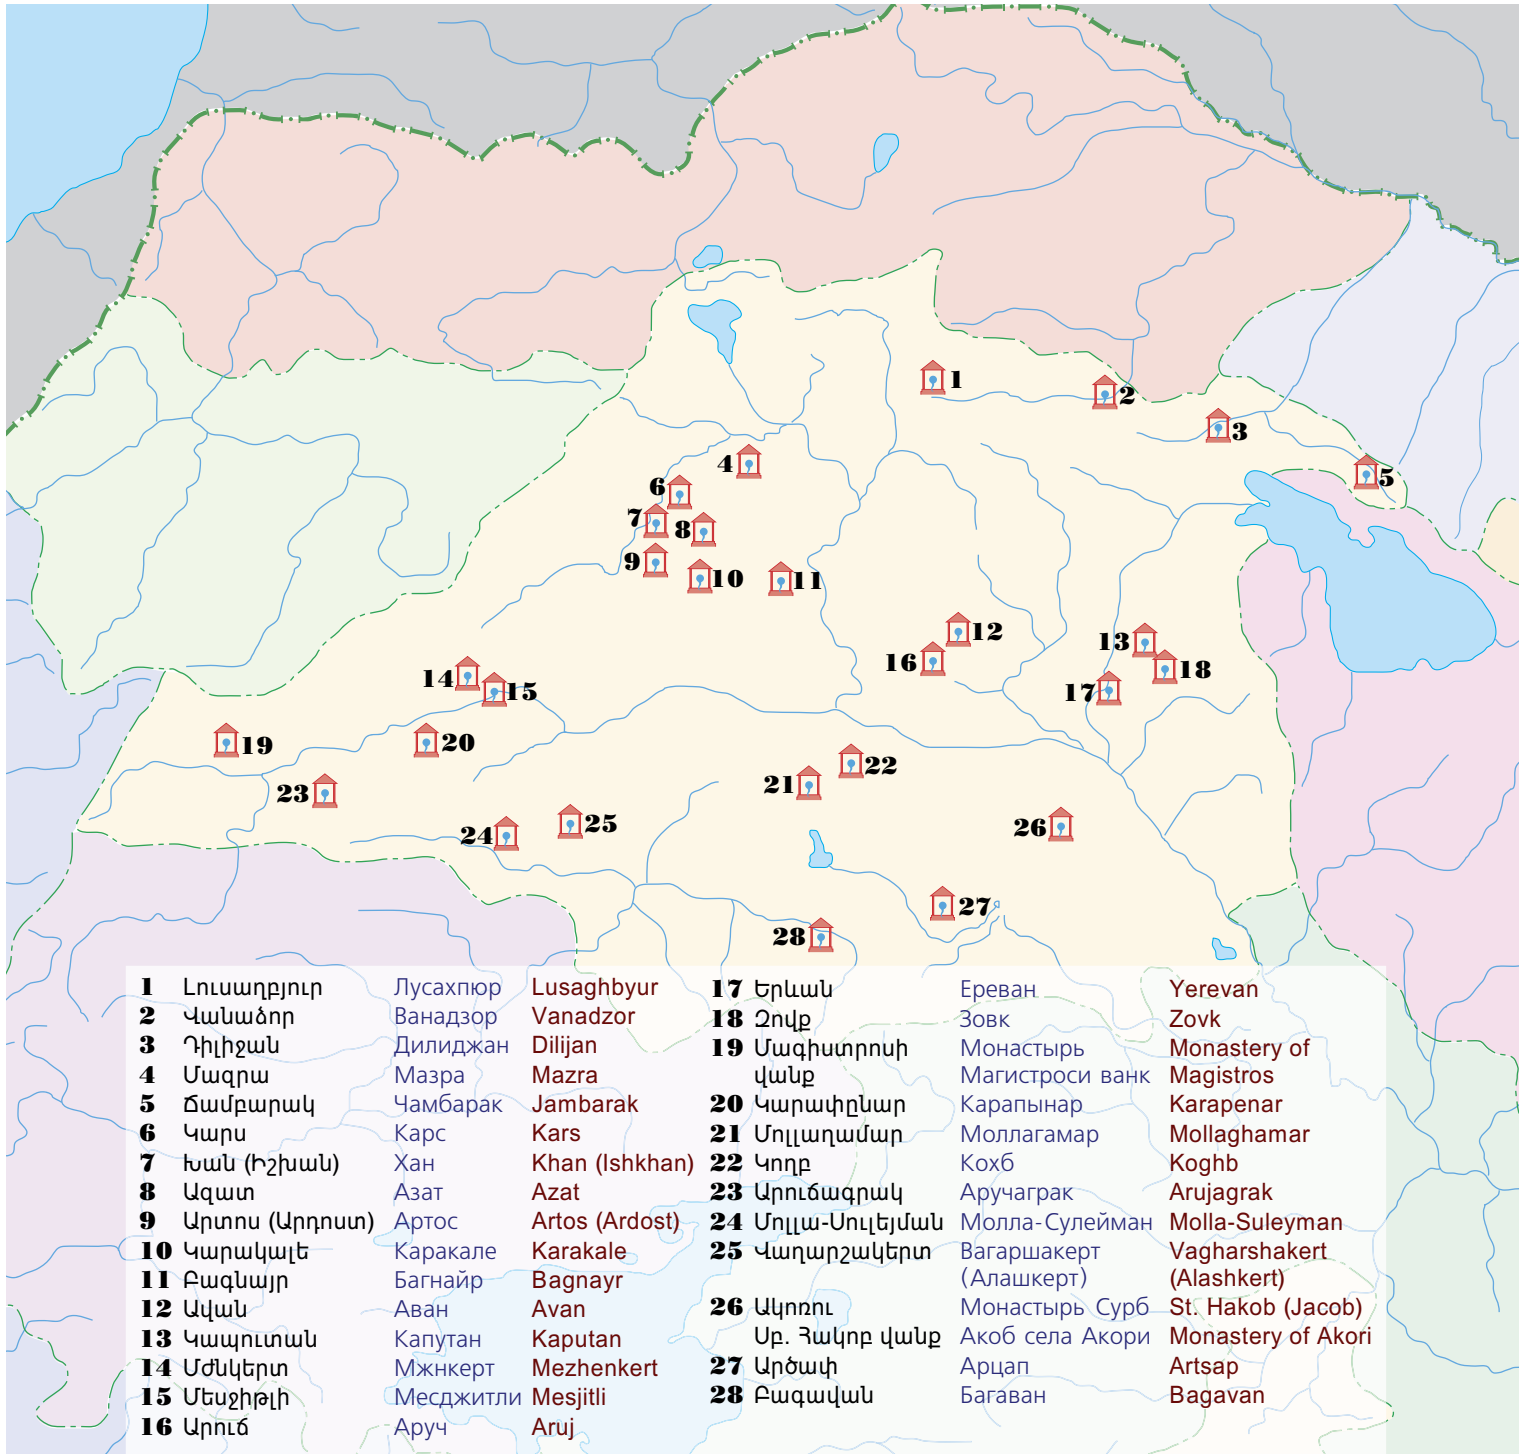 1
2
3
4
5
6
7
8
9
10
11
12
13
16
17
18
14
15
19
20
21
22
23
24
25
26
27
28
1 Լուսաղբյուր Лусахпюр Lusaghbyur
2 Վանաձոր Ванадзор Vanadzor
3 Դիլիջան Дилиджан Dilijan
4 Մազրա Мазра Mazra
5 Ճամբարակ Чамбарак Jambarak
6 Կարս Карс Kars
7 Խան (Իշխան) Хан Khan (Ishkhan)
8 Ազատ Азат Azat
9 Արտոս (Արդոստ) Артос Artos (Ardost)
10 Կարակալե Каракале Karakale
11 Բագնայր Багнайр Bagnayr
12 Ավան Аван Avan
13 Կապուտան Капутан Kaputan
14 Մժնկերտ Мжнкерт Mezhenkert
15 Մեսջիթլի Месджитли Mesjitli
16 Արուճ Аруч Aruj
17 Երևան Ереван Yerevan
18 Զովք Зовк Zovk
19 Մագիստրոսի Монастырь Monastery of
վանք Магистроси ванк Magistros
20 Կարափընար Карапынар Karapenar
21 Մոլլաղամար Моллагамар Mollaghamar
22 Կողբ Кохб Koghb
23 Արուճագրակ Аручаграк Arujagrak
24 Մոլլա-Սուլեյման Молла-Сулейман Molla-Suleyman
25 Վաղարշակերտ Вагаршакерт Vagharshakert
(Алашкерт) (Alashkert)
26 Ակոռու Монастырь Сурб St. Hakob (Jacob)
Սբ. Հակոբ վանք Акоб села Акори Monastery of Akori
27 Արծափ Арцап Artsap
28 Բագավան Багаван Bagavan